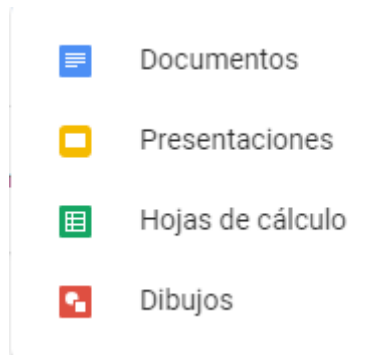 Documentos
Presentaciones
Hojas de cálculo
Dibujos